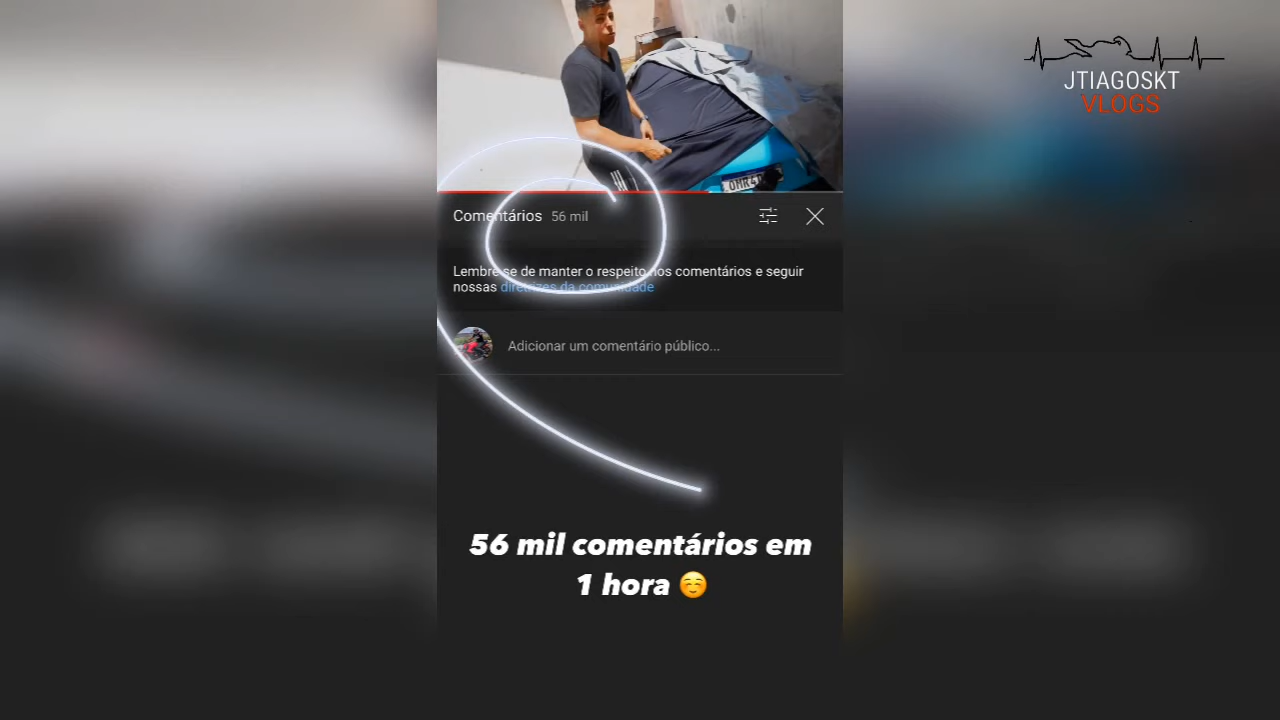 JTIAGOSKT
VLOGS
Comentários 56 mil
Lembre-se de manter o respeito nos comentários e seguir
nossas diretrizes da comunidade
Adicionar um comentário público...
56 mil comentários em
1 hora ☺️